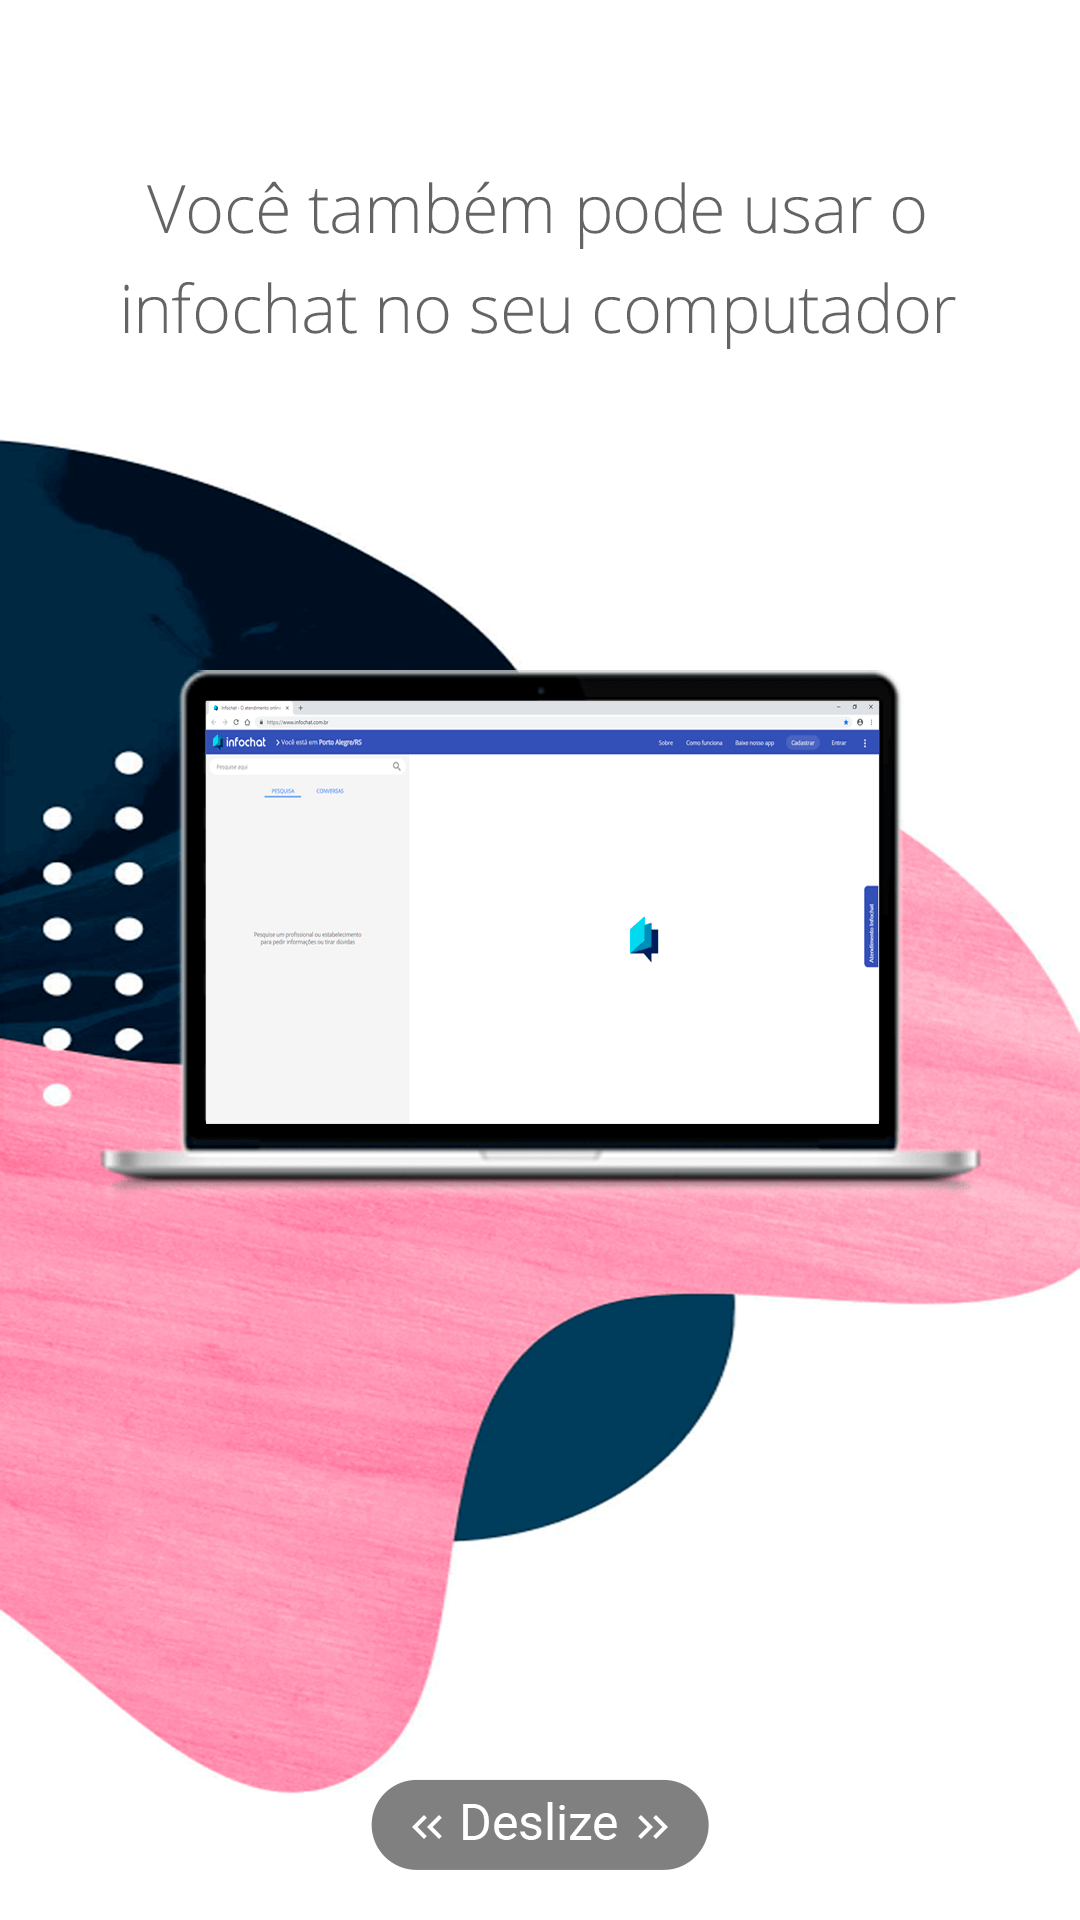 Você também pode usar o
infochat no seu computador
Infochat - O atendimento online
https://www.infochat.com.br
infochat
Você está em Porto Alegre/RS
Sobre
Como funciona
Baixe nosso app
Cadastrar
Entrar
Pesquise aqui
PESQUISA
CONVERSAS
Pesquise um profissional ou estabelecimento
para pedir informações ou tirar dúvidas
Atendimento Infochat
« Deslize »